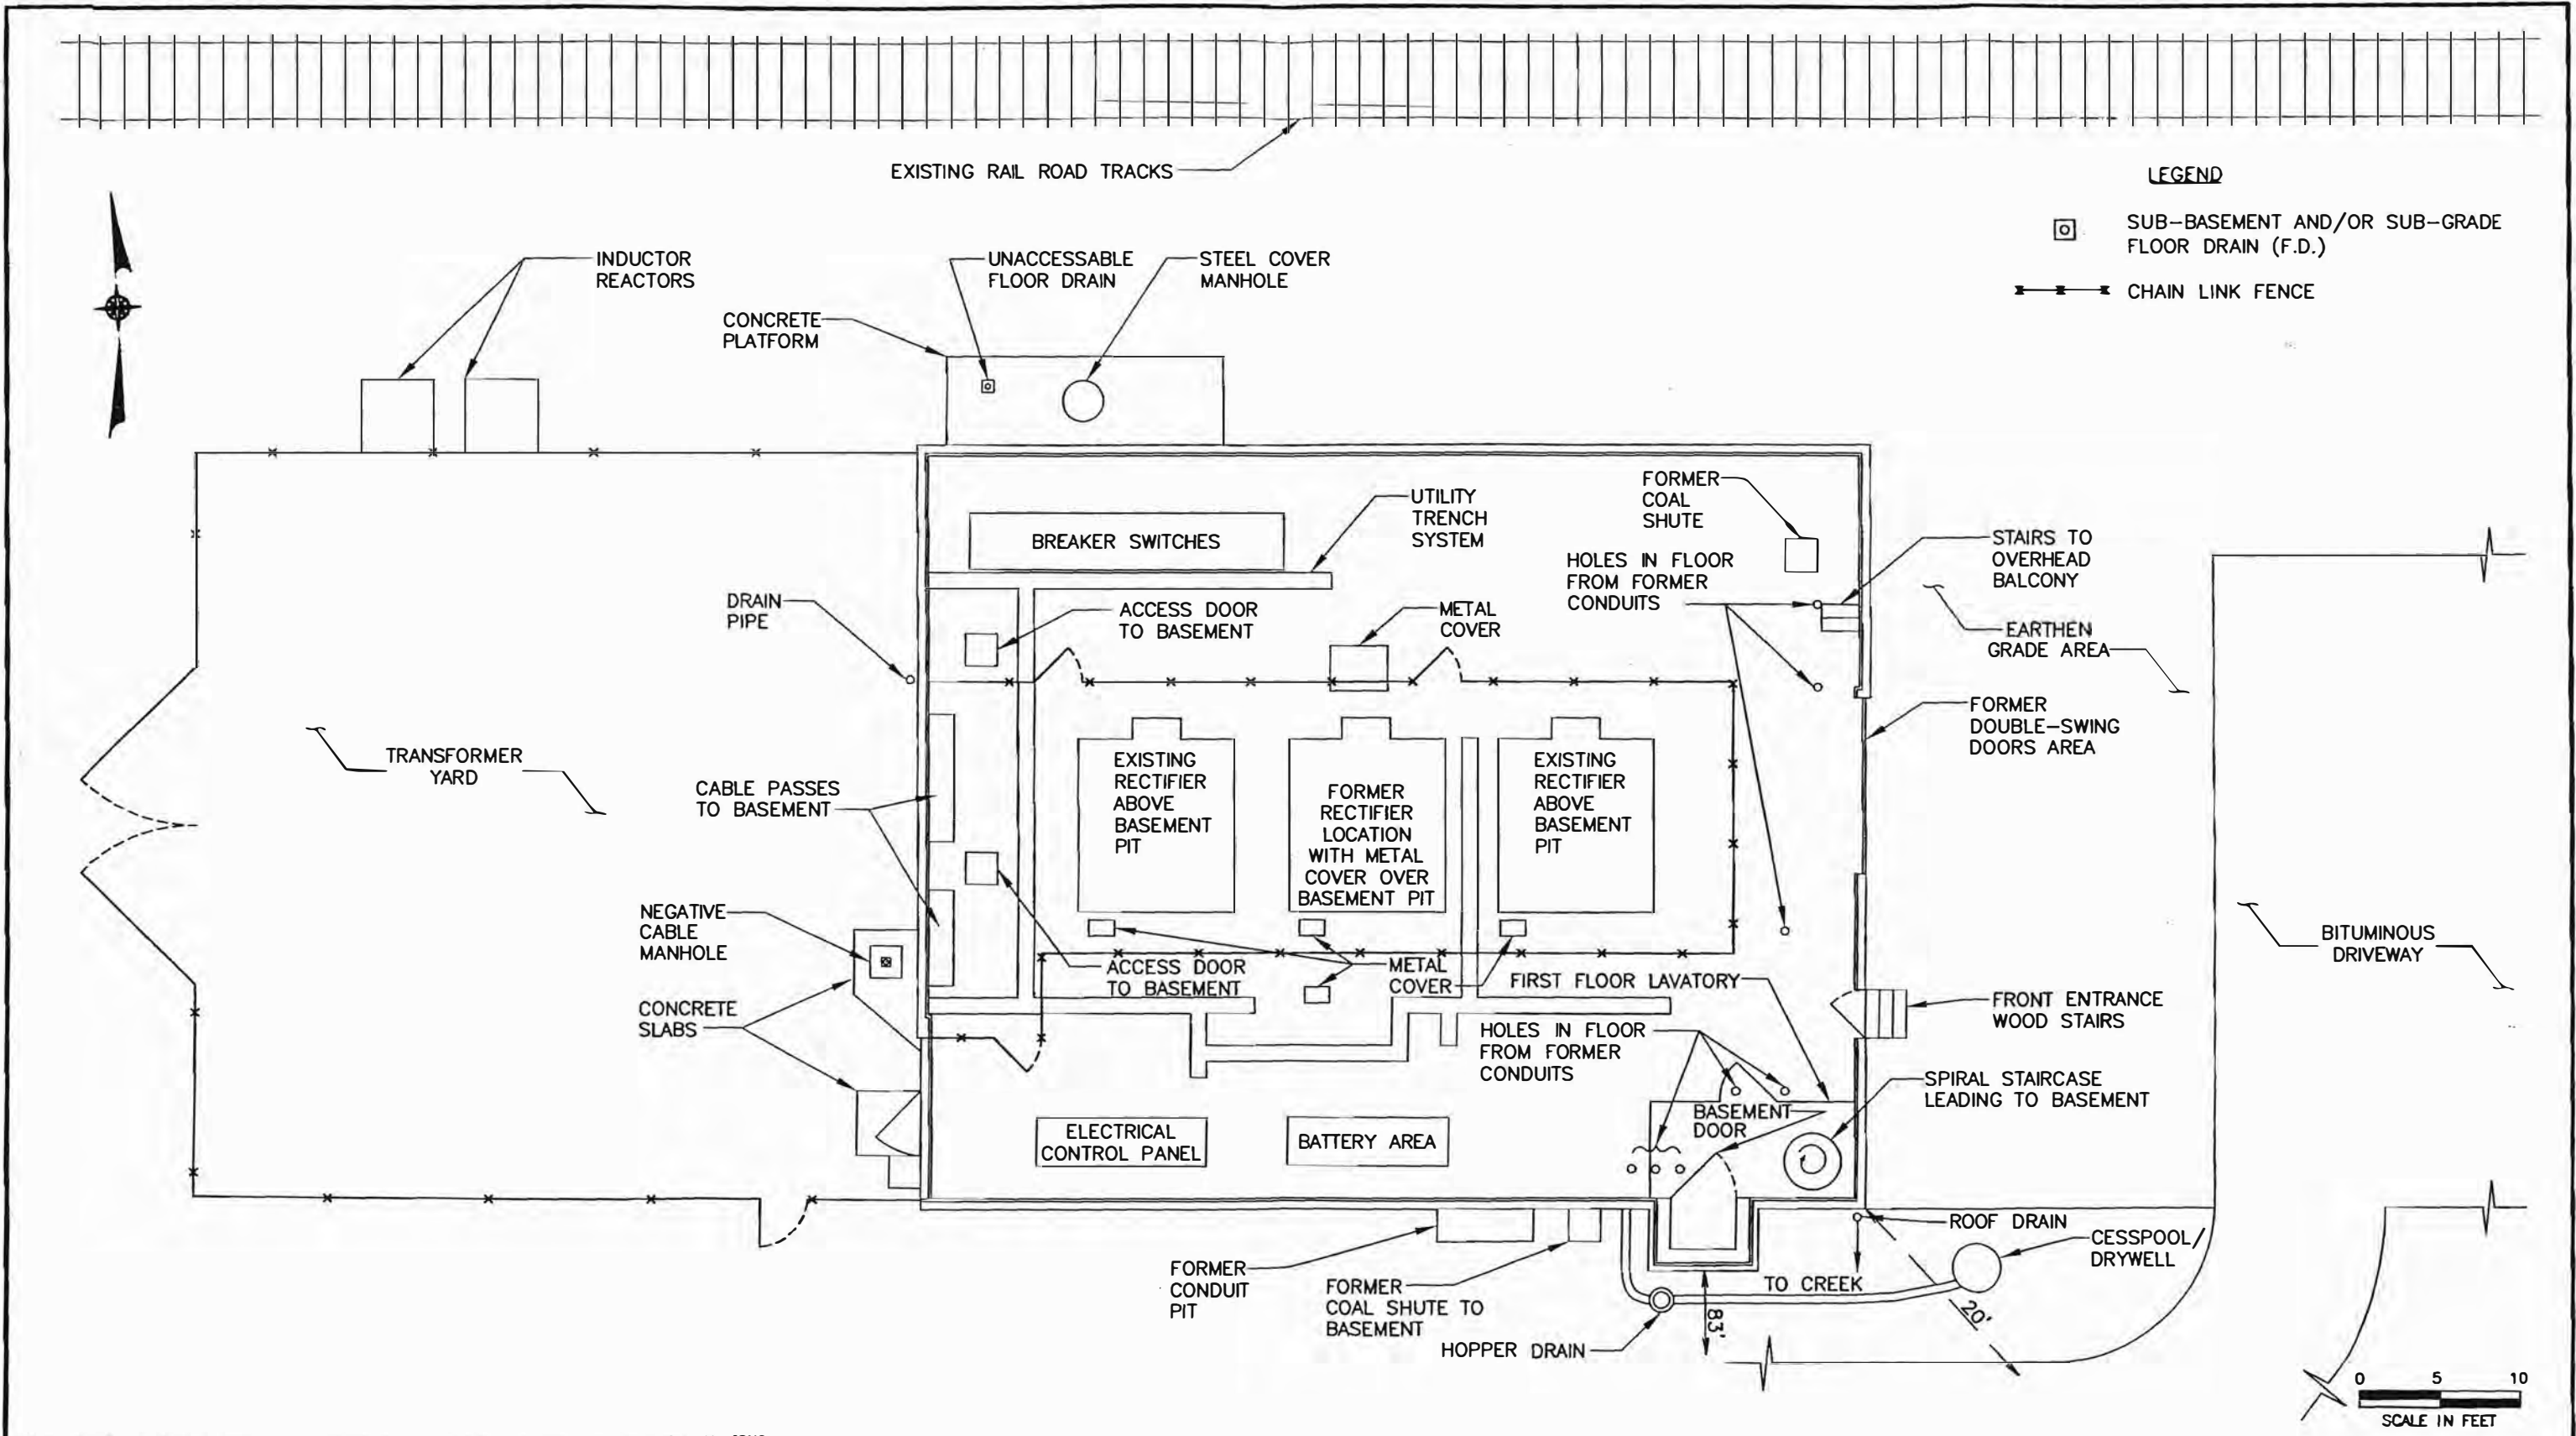 EXISTING RAIL ROAD TRACKS
LEGEND
SUB-BASEMENT AND/OR SUB-GRADE
FLOOR DRAIN (F.D.)
CHAIN LINK FENCE
INDUCTOR
REACTORS
UNACCESSABLE
FLOOR DRAIN
STEEL COVER
MANHOLE
CONCRETE
PLATFORM
BREAKER SWITCHES
UTILITY
TRENCH
SYSTEM
FORMER
COAL
SHUTE
HOLES IN FLOOR
FROM FORMER
CONDUITS
STAIRS TO
OVERHEAD
BALCONY
EARTHEN
GRADE AREA
DRAIN
PIPE
ACCESS DOOR
TO BASEMENT
METAL
COVER
FORMER
DOUBLE-SWING
DOORS AREA
TRANSFORMER
YARD
CABLE PASSES
TO BASEMENT
EXISTING
RECTIFIER
ABOVE
BASEMENT
PIT
FORMER
RECTIFIER
LOCATION
WITH METAL
COVER OVER
BASEMENT PIT
EXISTING
RECTIFIER
ABOVE
BASEMENT
PIT
NEGATIVE
CABLE
MANHOLE
BITUMINOUS
DRIVEWAY
ACCESS DOOR
TO BASEMENT
METAL
COVER
FIRST FLOOR LAVATORY
CONCRETE
SLABS
FRONT ENTRANCE
WOOD STAIRS
HOLES IN FLOOR
FROM FORMER
CONDUITS
SPIRAL STAIRCASE
LEADING TO BASEMENT
BASEMENT
DOOR
ELECTRICAL
CONTROL PANEL
BATTERY AREA
ROOF DRAIN
CESSPOOL/
DRYWELL
FORMER
CONDUIT
PIT
FORMER
COAL SHUTE TO
BASEMENT
TO CREEK
83'
20'
HOPPER DRAIN
0 5 10
SCALE IN FEET